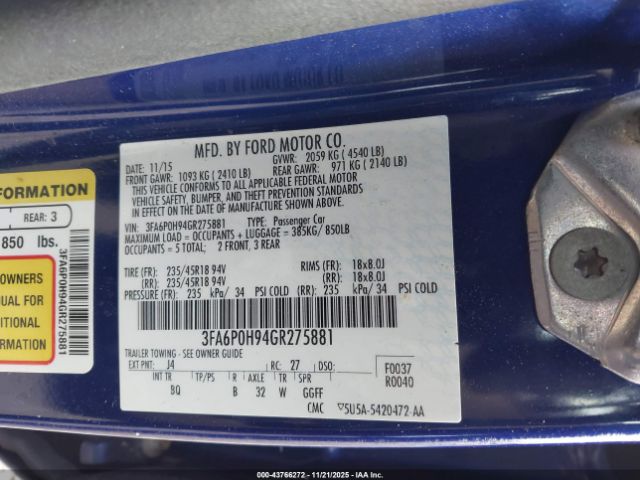 MFD. BY FORD MOTOR CO.
DATE: 11/15 GVWR: 2059 KG ( 4540 LB)
FRONT GAWR: 1093 KG ( 2410 LB) REAR GAWR: 971 KG ( 2140 LB)
THIS VEHICLE CONFORMS TO ALL APPLICABLE FEDERAL MOTOR
VEHICLE SAFETY, BUMPER, AND THEFT PREVENTION STANDARDS
IN EFFECT ON THE DATE OF MANUFACTURE SHOWN ABOVE.
VIN: 3FA6P0H94GR275881 TYPE: Passenger Car
MAXIMUM LOAD = OCCUPANTS + LUGGAGE = 385KG/ 850LB
OCCUPANTS = 5 TOTAL; 2 FRONT, 3 REAR
TIRE (FR): 235/45R18 94V RIMS (FR): 18x8.0J
(RR): 235/45R18 94V (RR): 18x8.0J
PRESSURE (FR): 235 kPa/ 34 PSI COLD (RR): 235 kPa/ 34 PSI COLD
3FA6P0H94GR275881
TRAILER TOWING - SEE OWNER GUIDE
EXT PNT: J4 RC: 27 DSO: F0037
R0040
INT TR TP/PS R AXLE TR SPR
BQ B 32 W GGFF
CMC 5U5A-5420472 AA
FORMATION
REAR: 3
850 lbs.
OWNERS
NUAL FOR
ITIONAL
RMATION
3FA6P0H94GR275881
000-43766272 - 11/21/2025 - IAAI.com